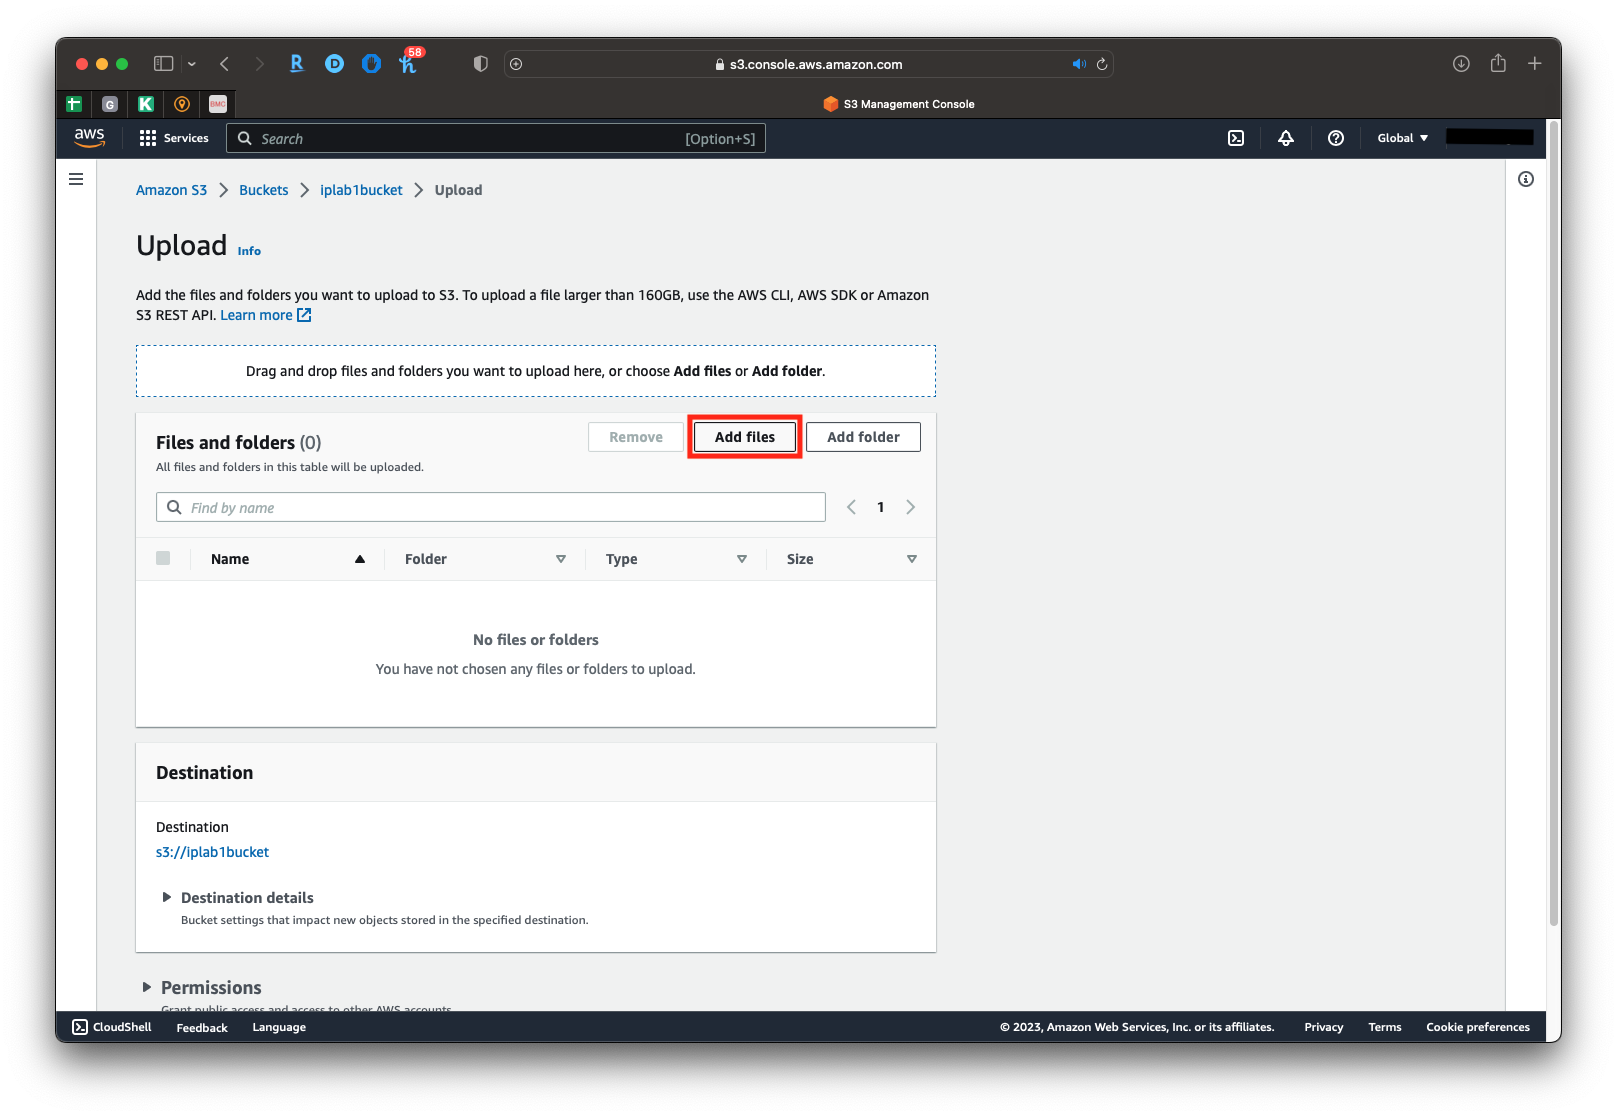 58
s3.console.aws.amazon.com
G
K
BMC
S3 Management Console
aws
Services
Search
[Option+S]
Global
Amazon S3
Buckets
iplab1bucket
Upload
Upload
Info
Add the files and folders you want to upload to S3. To upload a file larger than 160GB, use the AWS CLI, AWS SDK or Amazon
S3 REST API. Learn more
Drag and drop files and folders you want to upload here, or choose Add files or Add folder.
Files and folders (0)
Remove
Add files
Add folder
All files and folders in this table will be uploaded.
Find by name
1
Name
Folder
Type
Size
No files or folders
You have not chosen any files or folders to upload.
Destination
Destination
s3://iplab1bucket
Destination details
Bucket settings that impact new objects stored in the specified destination.
Permissions
Grant public access and access to other AWS accounts.
CloudShell
Feedback
Language
© 2023, Amazon Web Services, Inc. or its affiliates.
Privacy
Terms
Cookie preferences